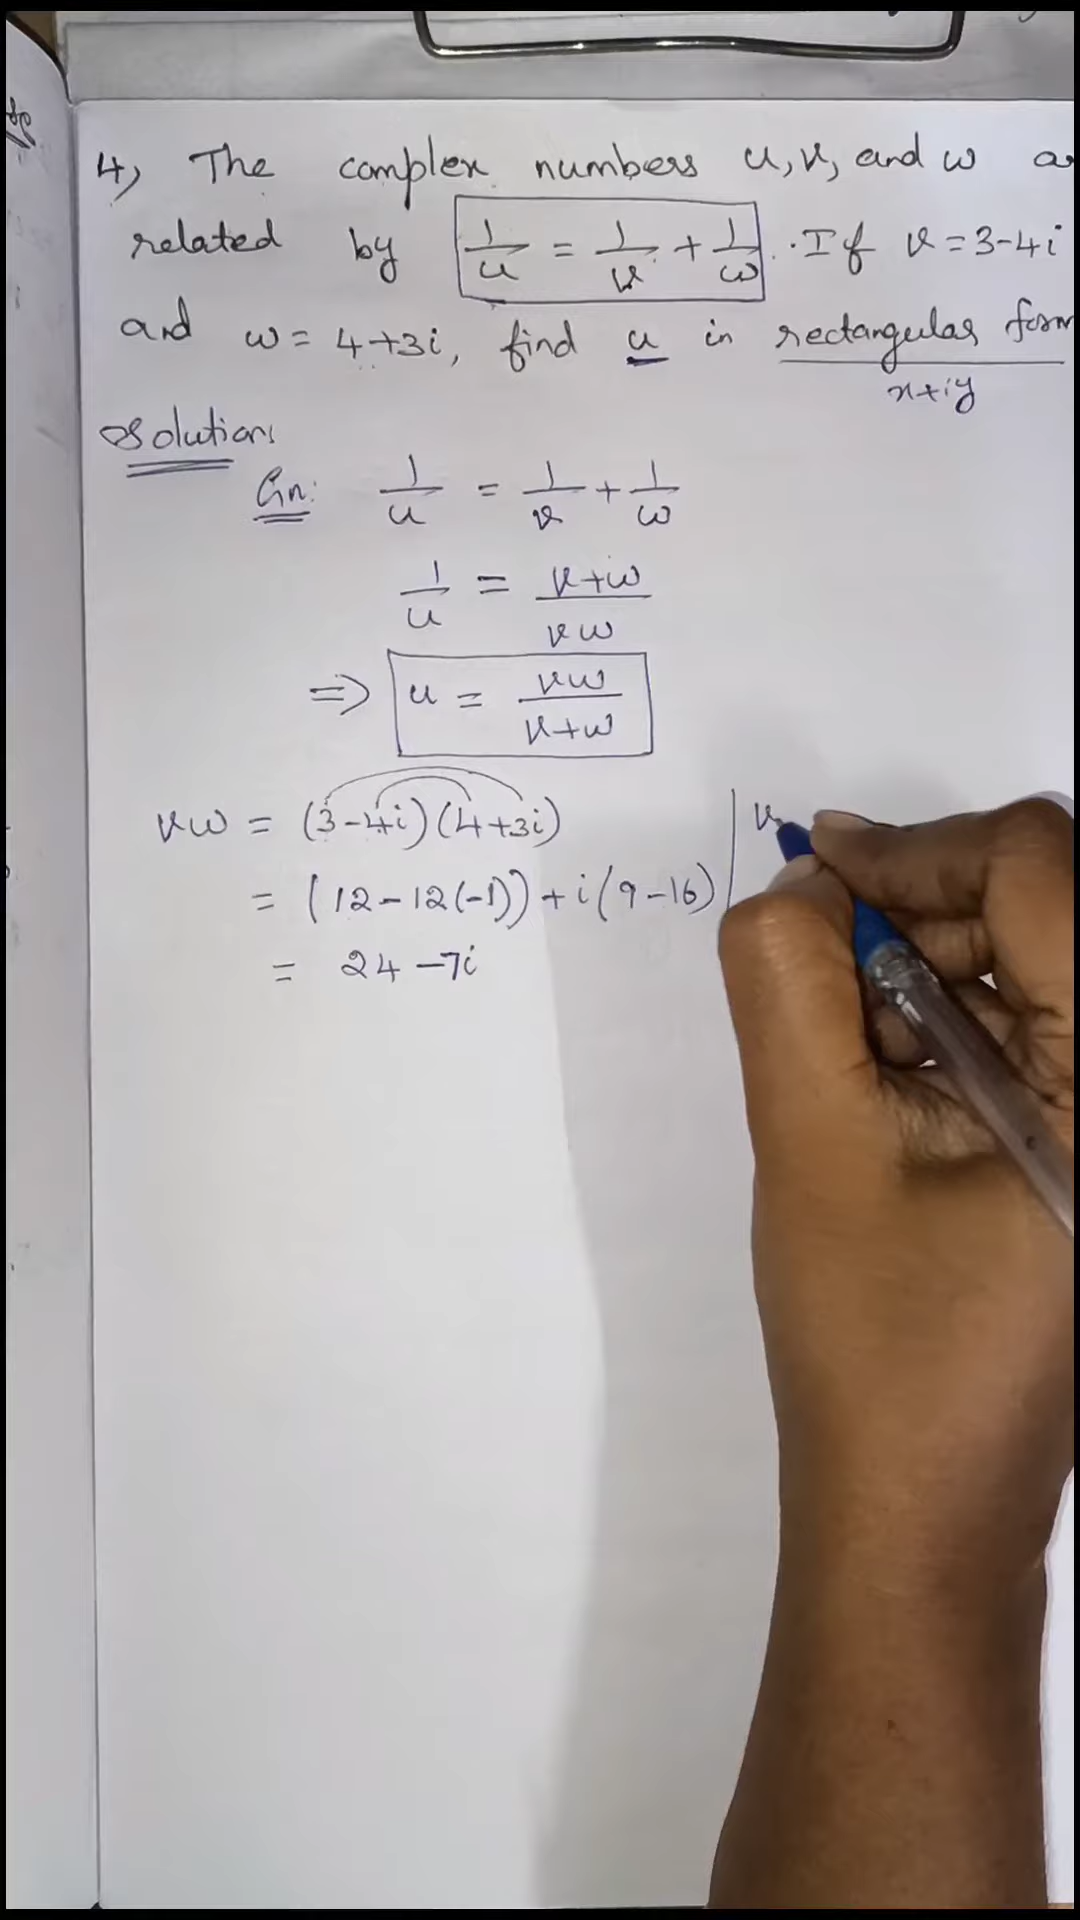 4) The complex numbers u, v, and w
related by 1/u = 1/v + 1/w . If v = 3-4i
and w = 4+3i, find u in rectangular form
x+iy
Solution:
Gn: 1/u = 1/v + 1/w
1/u = v+w/vw
=> u = vw/v+w
vw = (3-4i)(4+3i)
= (12-12(-1)) + i(9-16)
= 24-7i
v